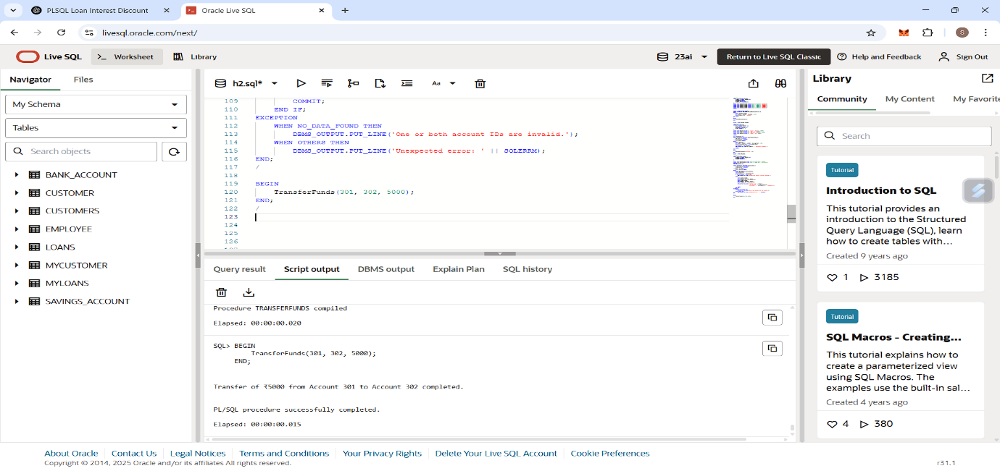 PLSQL Loan Interest Discount
Oracle Live SQL
livesql.oracle.com/next/
S
Live SQL
Worksheet
Library
23ai
Return to Live SQL Classic
Help and Feedback
Sign Out
Navigator
Files
My Schema
Tables
Search objects
BANK_ACCOUNT
CUSTOMER
CUSTOMERS
EMPLOYEE
LOANS
MYCUSTOMER
MYLOANS
SAVINGS_ACCOUNT
h2.sql*
Aa
109 COMMIT;
110 END IF;
111 EXCEPTION
112 WHEN NO_DATA_FOUND THEN
113 DBMS_OUTPUT.PUT_LINE('One or both account IDs are invalid.');
114 WHEN OTHERS THEN
115 DBMS_OUTPUT.PUT_LINE('Unexpected error: ' || SQLERRM);
116 END;
117 /
118
119 BEGIN
120 TransferFunds(301, 302, 5000);
121 END;
122 /
123
124
125
126
Query result
Script output
DBMS output
Explain Plan
SQL history
Procedure TRANSFERFUNDS compiled
Elapsed: 00:00:00.020
SQL> BEGIN
TransferFunds(301, 302, 5000);
END;
Transfer of ₹5000 from Account 301 to Account 302 completed.
PL/SQL procedure successfully completed.
Elapsed: 00:00:00.015
Library
Community
My Content
My Favorite
Search
Tutorial
Introduction to SQL
This tutorial provides an
introduction to the Structured
Query Language (SQL), learn
how to create tables with...
Created 9 years ago
1
3185
Tutorial
SQL Macros - Creating...
This tutorial explains how to
create a parameterized view
using SQL Macros. The
examples use the built-in sal...
Created 4 years ago
4
380
About Oracle
Contact Us
Legal Notices
Terms and Conditions
Your Privacy Rights
Delete Your Live SQL Account
Cookie Preferences
Copyright © 2014, 2025 Oracle and/or its affiliates All rights reserved.
r31.1